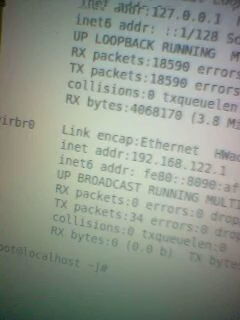 inet addr:127.0.0.1
inet6 addr: ::1/128
UP LOOPBACK RUNNING
RX packets:18590 errors
TX packets:18590 errors
collisions:0 txqueuelen
RX bytes:4068170 (3.8
virbr0 Link encap:Ethernet HWad
inet addr:192.168.122.1
inet6 addr: fe80::8090:af
UP BROADCAST RUNNING MULTI
RX packets:0 errors:0 drop
TX packets:34 errors:0 drop
collisions:0 txqueuelen:0
RX bytes:0 (0.0 b) TX byte
oot@localhost ~]#